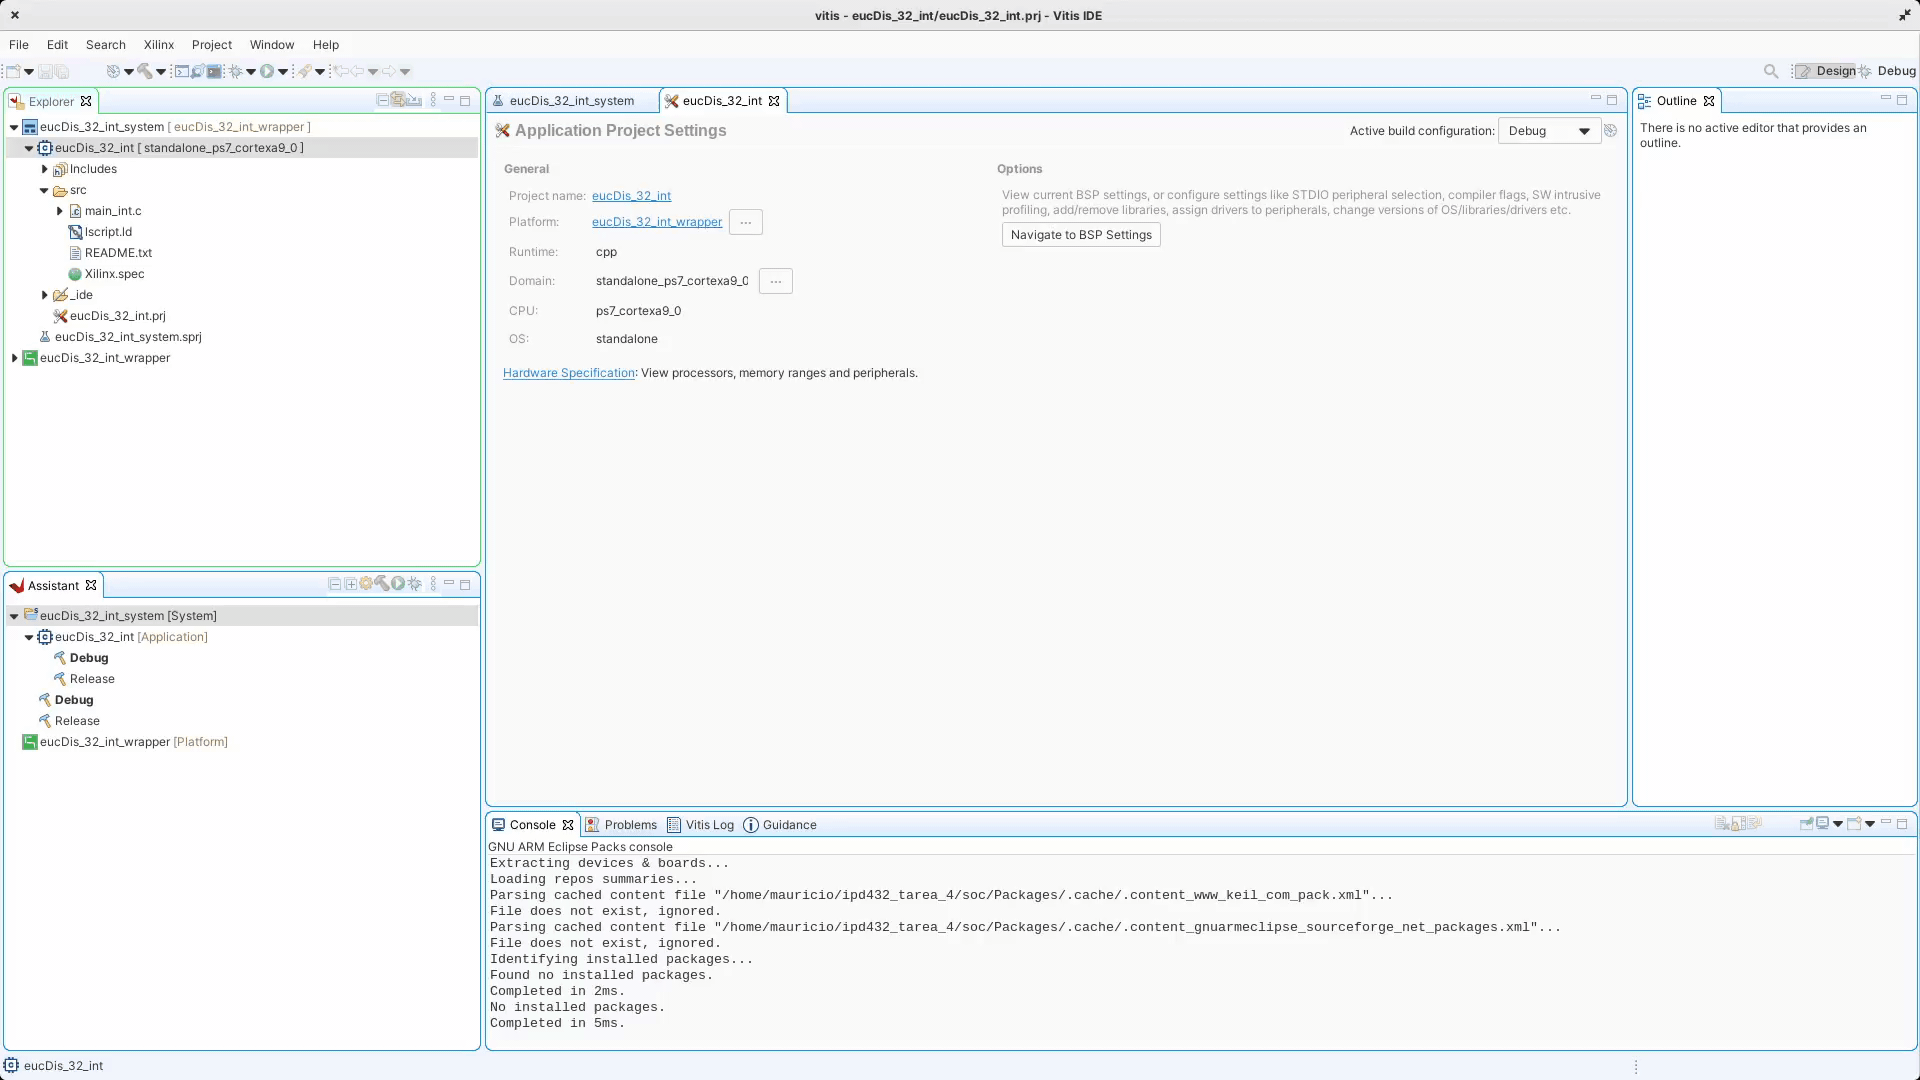 vitis - eucDis_32_int/eucDis_32_int.prj - Vitis IDE
File Edit Search Xilinx Project Window Help
Design Debug
Explorer
eucDis_32_int_system [ eucDis_32_int_wrapper ]
eucDis_32_int [ standalone_ps7_cortexa9_0 ]
Includes
src
main_int.c
lscript.ld
README.txt
Xilinx.spec
_ide
eucDis_32_int.prj
eucDis_32_int_system.sprj
eucDis_32_int_wrapper
Assistant
eucDis_32_int_system [System]
eucDis_32_int [Application]
Debug
Release
Debug
Release
eucDis_32_int_wrapper [Platform]
eucDis_32_int_system eucDis_32_int
Application Project Settings
Active build configuration: Debug
General
Project name: eucDis_32_int
Platform: eucDis_32_int_wrapper ...
Runtime: cpp
Domain: standalone_ps7_cortexa9_0 ...
CPU: ps7_cortexa9_0
OS: standalone
Hardware Specification: View processors, memory ranges and peripherals.
Options
View current BSP settings, or configure settings like STDIO peripheral selection, compiler flags, SW intrusive
profiling, add/remove libraries, assign drivers to peripherals, change versions of OS/libraries/drivers etc.
Navigate to BSP Settings
Outline
There is no active editor that provides an
outline.
Console Problems Vitis Log Guidance
GNU ARM Eclipse Packs console
Extracting devices & boards...
Loading repos summaries...
Parsing cached content file "/home/mauricio/ipd432_tarea_4/soc/Packages/.cache/.content_www_keil_com_pack.xml"...
File does not exist, ignored.
Parsing cached content file "/home/mauricio/ipd432_tarea_4/soc/Packages/.cache/.content_gnuarmeclipse_sourceforge_net_packages.xml"...
File does not exist, ignored.
Identifying installed packages...
Found no installed packages.
Completed in 2ms.
No installed packages.
Completed in 5ms.
eucDis_32_int